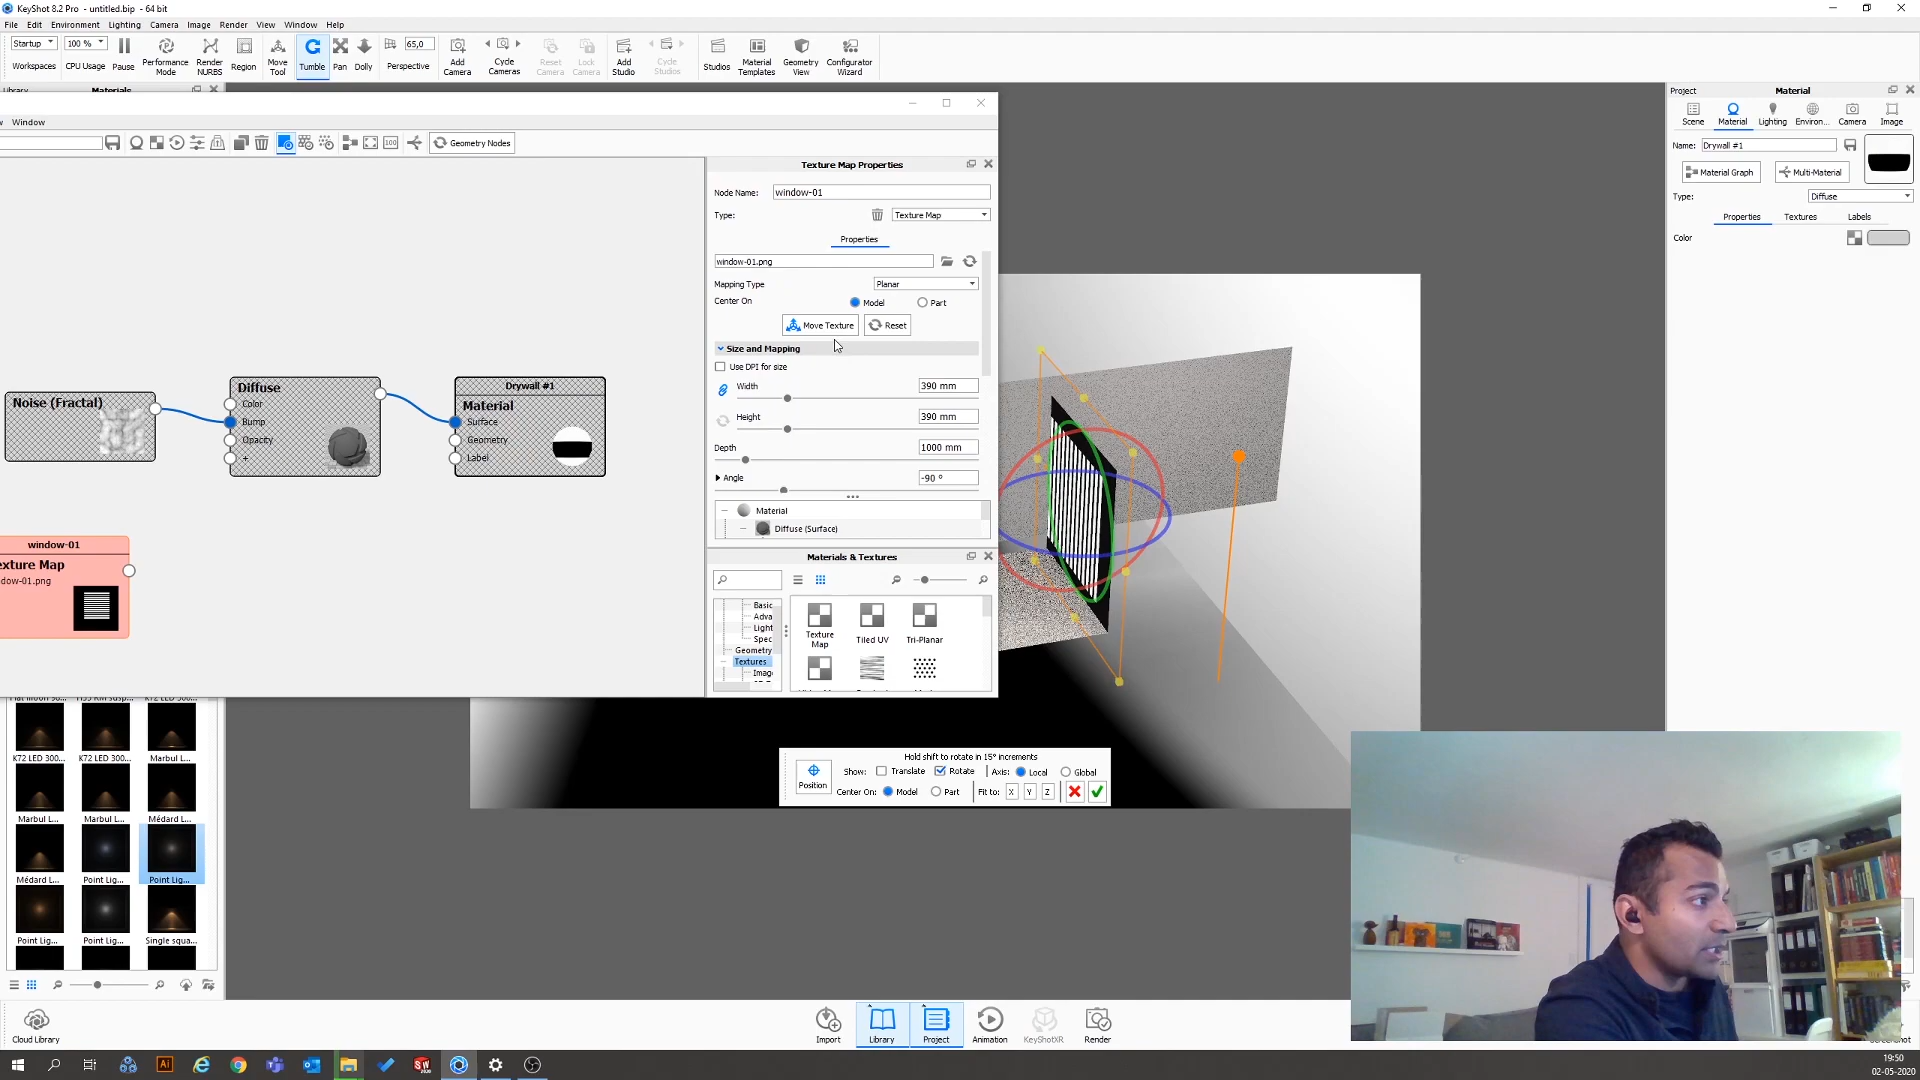 KeyShot 8.2 Pro - untitled.bip - 64 bit
File Edit Environment Lighting Camera Image Render View Window Help
Startup 100 % 65,0
Workspaces CPU Usage Pause Performance Mode Render NURBS Region Move Tool Tumble Pan Dolly Perspective Add Camera Cycle Cameras Reset Camera Lock Camera Add Studio Cycle Studios Studios Material Templates Geometry View Configurator Wizard
Library Materials
Window
Geometry Nodes
Texture Map Properties
Node Name: window-01
Type: Texture Map
Properties
window-01.png
Mapping Type Planar
Center On Model Part
Move Texture Reset
Size and Mapping
Use DPI for size
Width 390 mm
Height 390 mm
Depth 1000 mm
Angle -90 °
Material
Diffuse (Surface)
Noise (Fractal)
Diffuse
Color
Bump
Opacity
+
Drywall #1
Material
Surface
Geometry
Label
window-01
exture Map
dow-01.png
Materials & Textures
Basic
Adva
Light
Spec
Geometry
Textures
Imag
Texture Map Tiled UV Tri-Planar
Project Material
Scene Material Lighting Environ... Camera Image
Name: Drywall #1
Material Graph Multi-Material
Type: Diffuse
Properties Textures Labels
Color
K72 LED 300... K72 LED 300... Marbul L...
Marbul L... Marbul L... Médard L...
Médard L... Point Lig... Point Lig...
Point Lig... Point Lig... Single squa...
Hold shift to rotate in 15° increments
Position Show: Translate Rotate Axis: Local Global
Center On: Model Part Fit to: X Y Z
Cloud Library
Import Library Project Animation KeyShotXR Render
19:50
02-05-2020